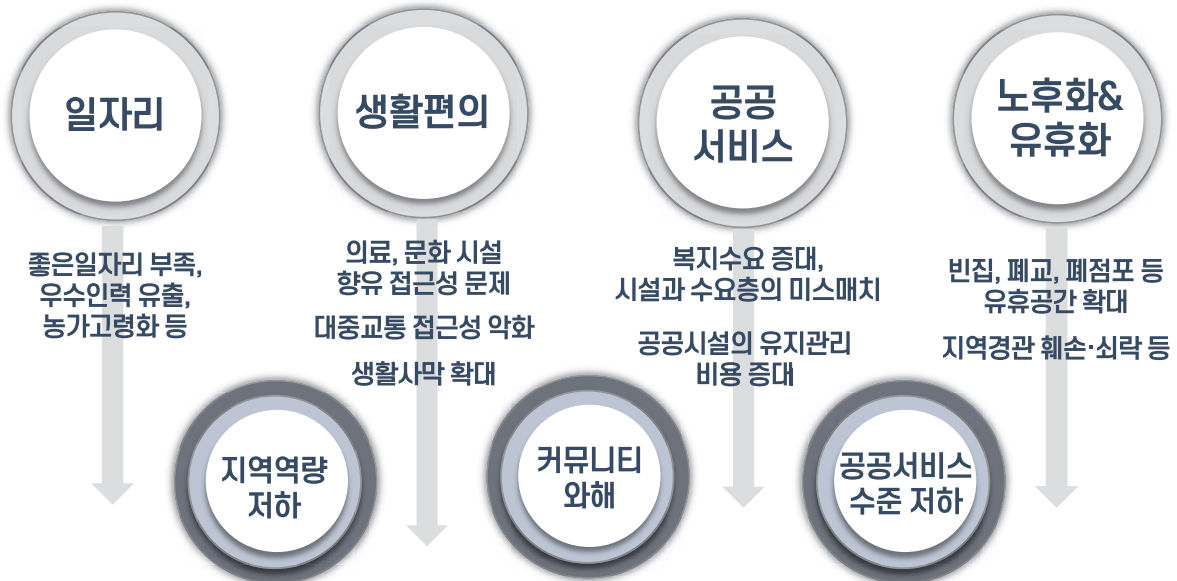 일자리
생활편의
공공
서비스
노후화&
유휴화
좋은일자리 부족,
우수인력 유출,
농가고령화 등
의료, 문화 시설
향유 접근성 문제
대중교통 접근성 악화
생활사막 확대
복지수요 증대,
시설과 수요층의 미스매치
공공시설의 유지관리
비용 증대
빈집, 폐교, 폐점포 등
유휴공간 확대
지역경관 훼손·쇠락 등
지역역량
저하
커뮤니티
와해
공공서비스
수준 저하